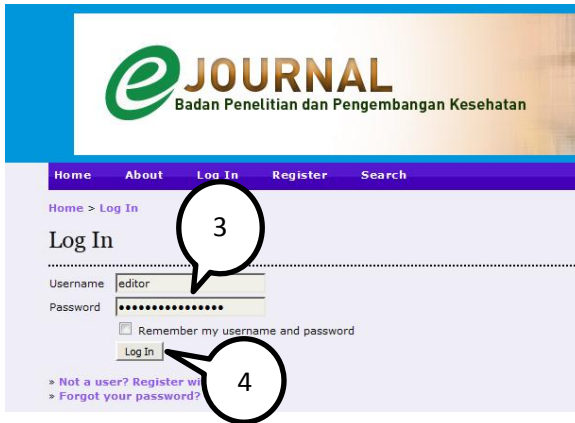 eJOURNAL
Badan Penelitian dan Pengembangan Kesehatan
Home About Log In Register Search
Home > Log In
Log In
3
Username editor
Password ••••••••••••••••
Remember my username and password
Log In
4
» Not a user? Register wi
» Forgot your password?